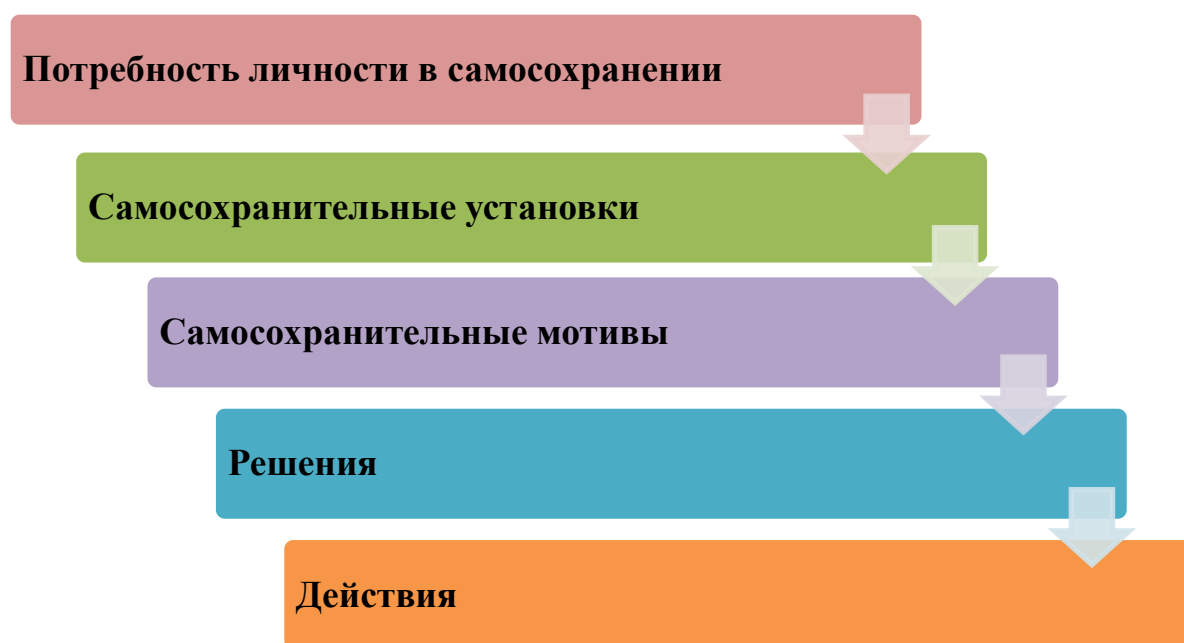 Потребность личности в самосохранении
Самосохранительные установки
Самосохранительные мотивы
Решения
Действия